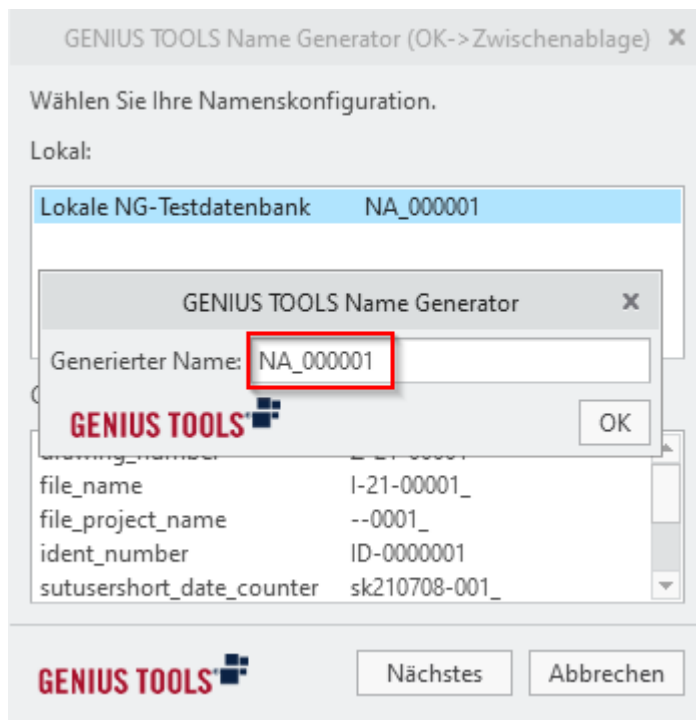 GENIUS TOOLS Name Generator (OK->Zwischenablage) x
Wählen Sie Ihre Namenskonfiguration.
Lokal:
Lokale NG-Testdatenbank NA_000001
GENIUS TOOLS Name Generator x
Generierter Name: NA_000001
GENIUS TOOLS
OK
file_name I-21-00001_
file_project_name --0001_
ident_number ID-0000001
sutusershort_date_counter sk210708-001_
GENIUS TOOLS
Nächstes
Abbrechen